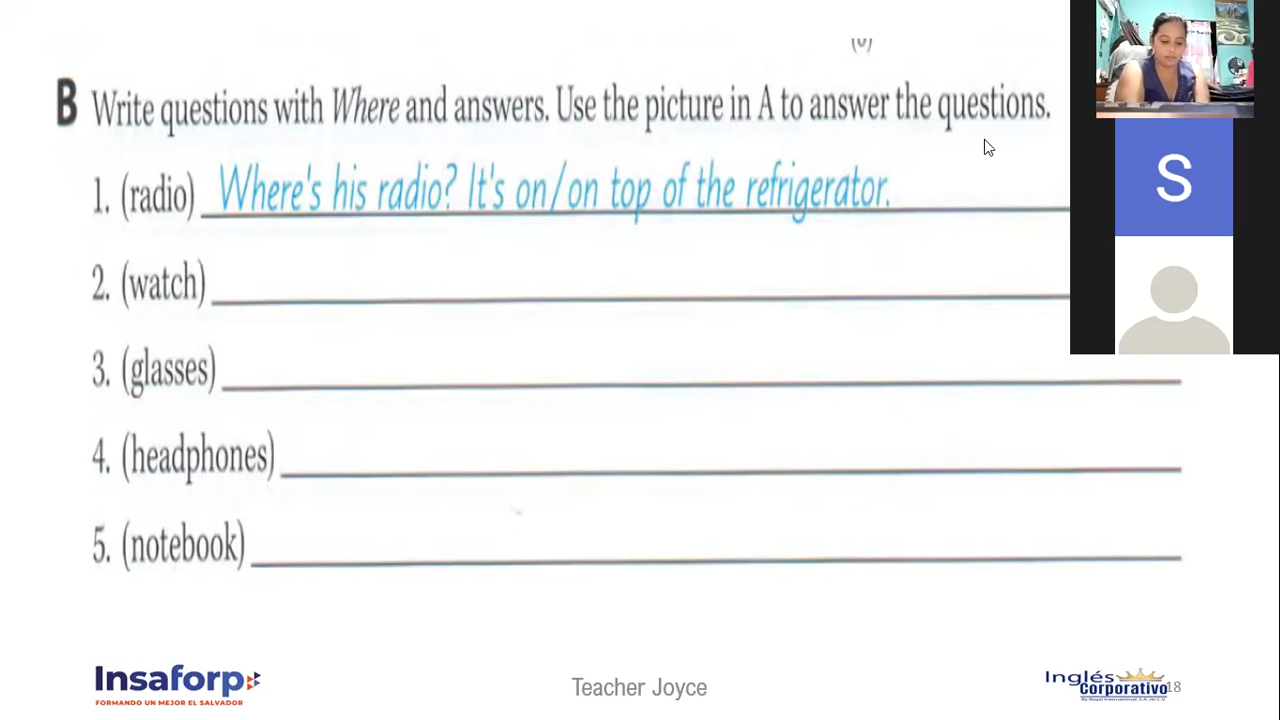 B Write questions with Where and answers. Use the picture in A to answer the questions.
1. (radio) Where's his radio? It's on/on top of the refrigerator.
2. (watch)
3. (glasses)
4. (headphones)
5. (notebook)
S
Insaforp
FORMANDO UN MEJOR EL SALVADOR
Teacher Joyce
Inglés
Corporativo
18